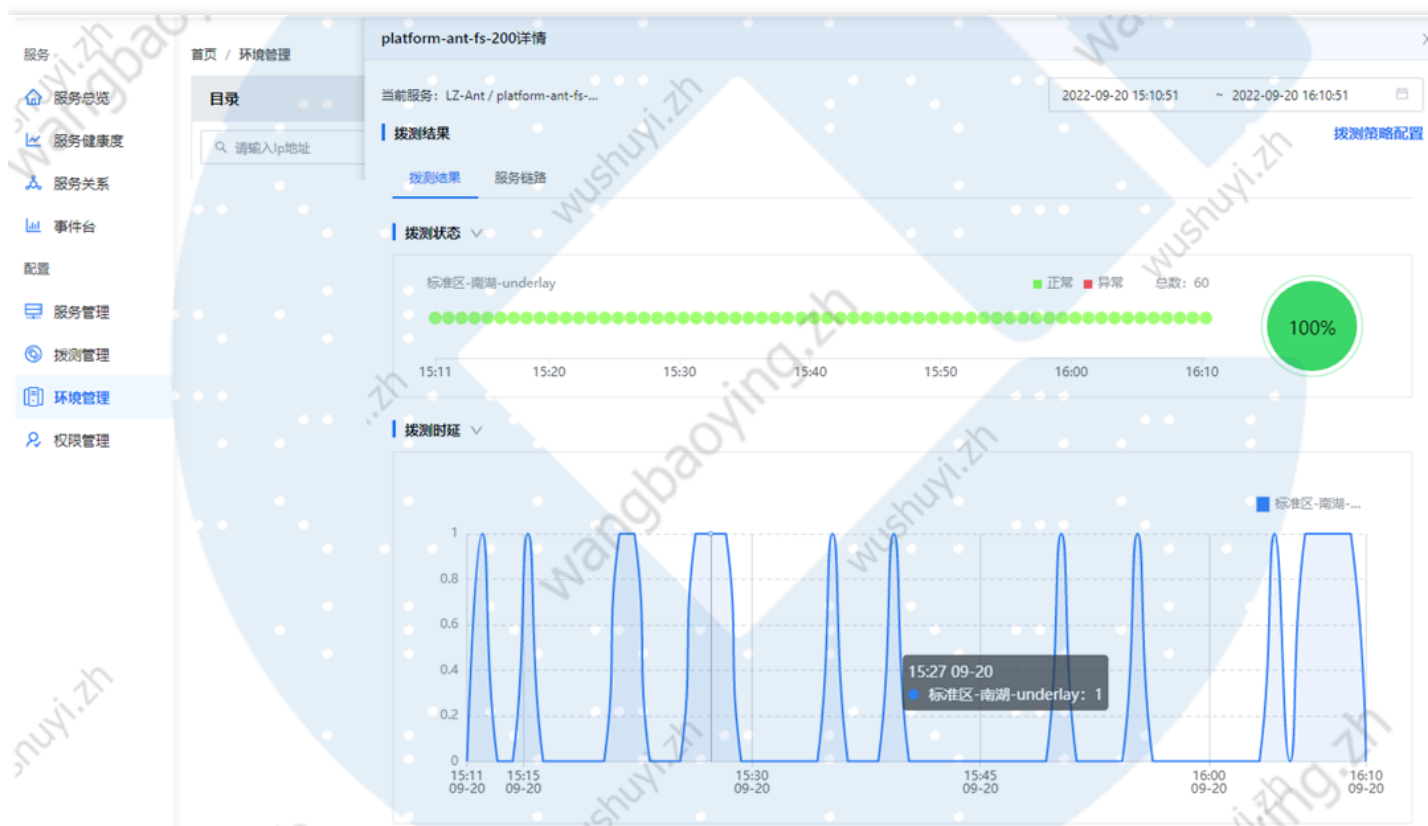 服务
服务总览
服务健康度
服务关系
事件台
配置
服务管理
拨测管理
环境管理
权限管理
首页 / 环境管理
目录
请输入Ip地址
platform-ant-fs-200详情
当前服务：LZ-Ant / platform-ant-fs-...
2022-09-20 15:10:51 ~ 2022-09-20 16:10:51
拨测结果
拨测策略配置
拨测结果 服务链路
拨测状态
标准区-南湖-underlay
正常 异常 总数：60
100%
15:11 15:20 15:30 15:40 15:50 16:00 16:10
拨测时延
标准区-南湖-...
1
0.8
0.6
0.4
0.2
0
15:27 09-20
标准区-南湖-underlay：1
15:11 15:15 15:30 15:45 16:00 16:10
09-20 09-20 09-20 09-20 09-20 09-20
wangbaoying.zh
wushuyi.zh